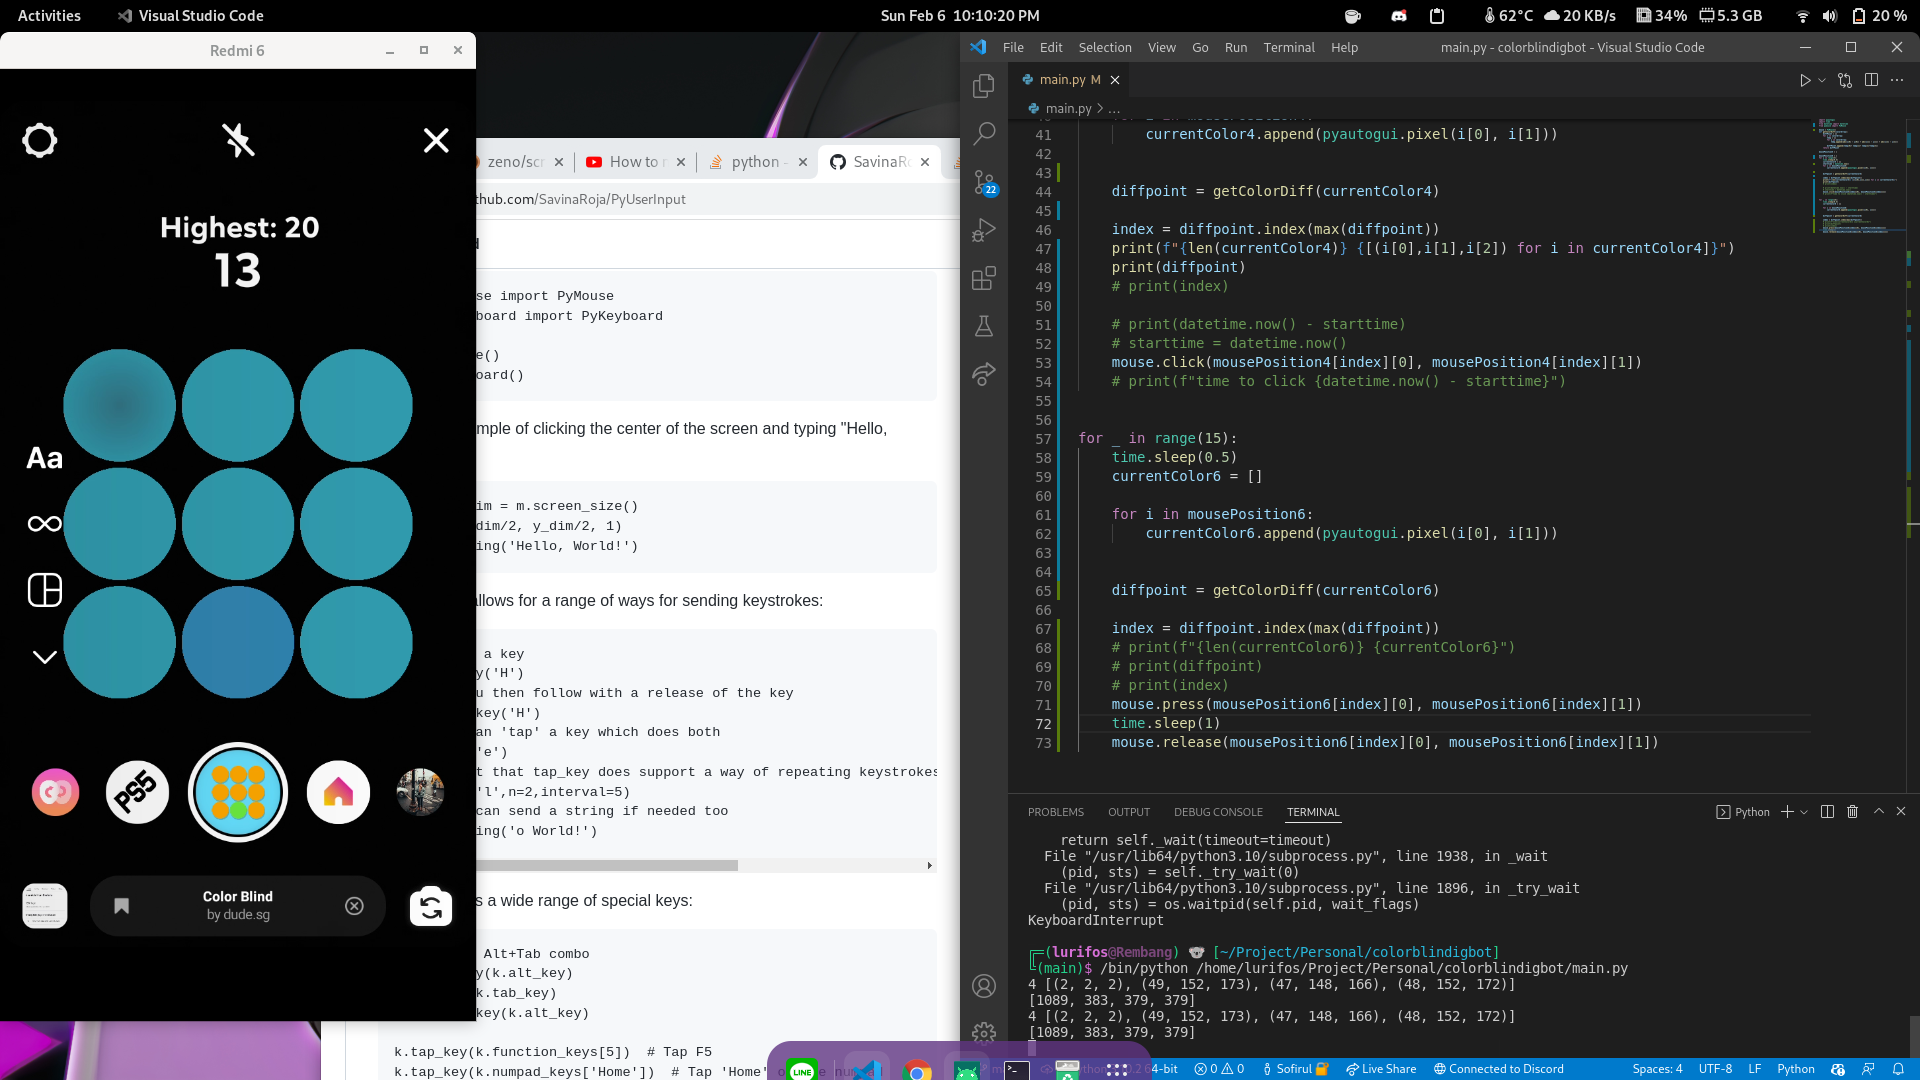 Activities
Visual Studio Code
Sun Feb 6 10:10:20 PM
62°C
20 KB/s
34%
5.3 GB
20 %
Redmi 6
Highest: 20
13
Aa
PS5
Color Blind
by dude.sg
zeno/scr
How to
python -
SavinaRo
thub.com/SavinaRoja/PyUserInput
se import PyMouse
board import PyKeyboard
e()
oard()
mple of clicking the center of the screen and typing "Hello,
im = m.screen_size()
dim/2, y_dim/2, 1)
ing('Hello, World!')
allows for a range of ways for sending keystrokes:
a key
y('H')
u then follow with a release of the key
key('H')
an 'tap' a key which does both
'e')
t that tap_key does support a way of repeating keystrokes
'l',n=2,interval=5)
can send a string if needed too
ing('o World!')
s a wide range of special keys:
Alt+Tab combo
y(k.alt_key)
k.tab_key)
key(k.alt_key)
k.tap_key(k.function_keys[5])  # Tap F5
k.tap_key(k.numpad_keys['Home'])  # Tap 'Home'
File Edit Selection View Go Run Terminal Help
main.py - colorblindigbot - Visual Studio Code
main.py M
main.py > ...
22
41 currentColor4.append(pyautogui.pixel(i[0], i[1]))
42
43
44 diffpoint = getColorDiff(currentColor4)
45
46 index = diffpoint.index(max(diffpoint))
47 print(f"{len(currentColor4)} {[(i[0],i[1],i[2]) for i in currentColor4]}")
48 print(diffpoint)
49 # print(index)
50
51 # print(datetime.now() - starttime)
52 # starttime = datetime.now()
53 mouse.click(mousePosition4[index][0], mousePosition4[index][1])
54 # print(f"time to click {datetime.now() - starttime}")
55
56
57 for _ in range(15):
58 time.sleep(0.5)
59 currentColor6 = []
60
61 for i in mousePosition6:
62 currentColor6.append(pyautogui.pixel(i[0], i[1]))
63
64
65 diffpoint = getColorDiff(currentColor6)
66
67 index = diffpoint.index(max(diffpoint))
68 # print(f"{len(currentColor6)} {currentColor6}")
69 # print(diffpoint)
70 # print(index)
71 mouse.press(mousePosition6[index][0], mousePosition6[index][1])
72 time.sleep(1)
73 mouse.release(mousePosition6[index][0], mousePosition6[index][1])
PROBLEMS OUTPUT DEBUG CONSOLE TERMINAL
Python
return self._wait(timeout=timeout)
File "/usr/lib64/python3.10/subprocess.py", line 1938, in _wait
(pid, sts) = self._try_wait(0)
File "/usr/lib64/python3.10/subprocess.py", line 1896, in _try_wait
(pid, sts) = os.waitpid(self.pid, wait_flags)
KeyboardInterrupt
(lurifos@Rembang) [~/Project/Personal/colorblindigbot]
(main)$ /bin/python /home/lurifos/Project/Personal/colorblindigbot/main.py
4 [(2, 2, 2), (49, 152, 173), (47, 148, 166), (48, 152, 172)]
[1089, 383, 379, 379]
4 [(2, 2, 2), (49, 152, 173), (47, 148, 166), (48, 152, 172)]
[1089, 383, 379, 379]
LINE
64-bit
0 0
Sofirul
Live Share
Connected to Discord
Spaces: 4
UTF-8
LF
Python